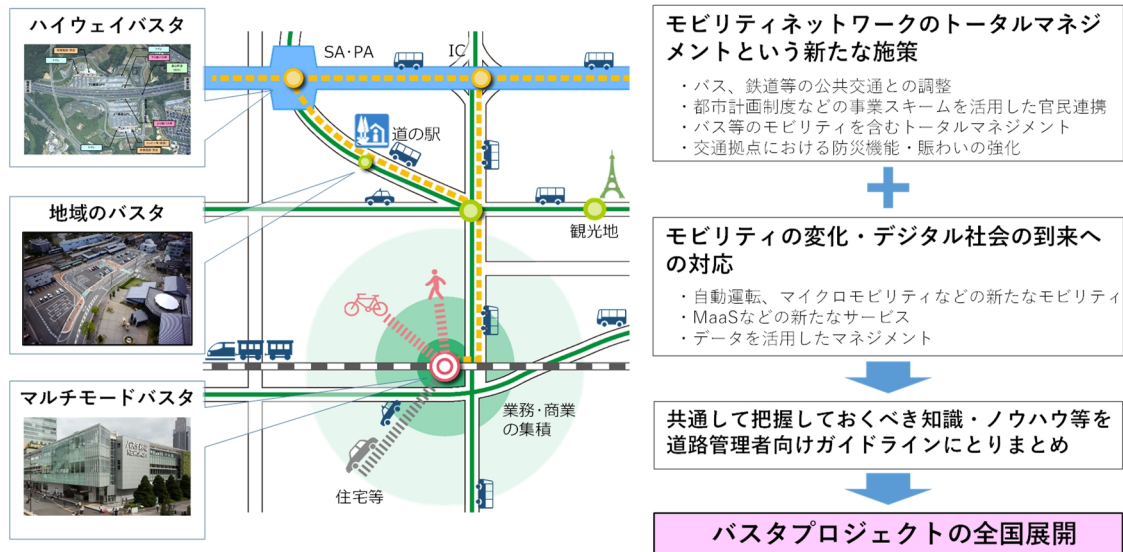 ハイウェイバスタ
地域のバスタ
マルチモードバスタ
SA・PA
IC
道の駅
観光地
業務・商業
の集積
住宅等
モビリティネットワークのトータルマネジ
メントという新たな施策
・バス、鉄道等の公共交通との調整
・都市計画制度などの事業スキームを活用した官民連携
・バス等のモビリティを含むトータルマネジメント
・交通拠点における防災機能・賑わいの強化
モビリティの変化・デジタル社会の到来へ
の対応
・自動運転、マイクロモビリティなどの新たなモビリティ
・MaaSなどの新たなサービス
・データを活用したマネジメント
共通して把握しておくべき知識・ノウハウ等を
道路管理者向けガイドラインにとりまとめ
バスタプロジェクトの全国展開